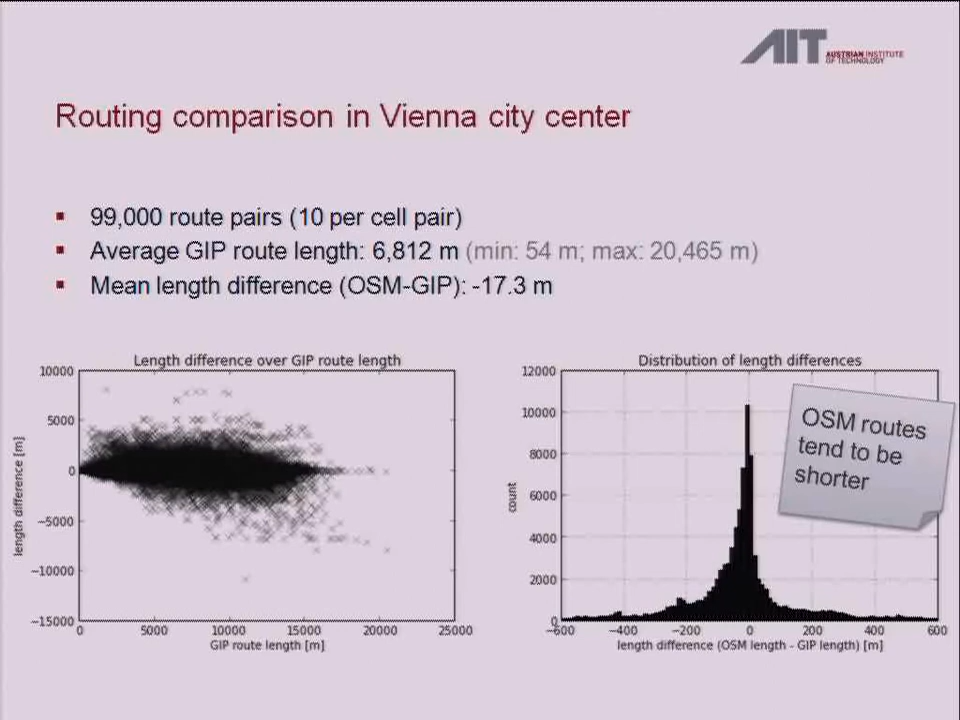 AIT
AUSTRIAN INSTITUTE
OF TECHNOLOGY
Routing comparison in Vienna city center
99,000 route pairs (10 per cell pair)
Average GIP route length: 6,812 m (min: 54 m; max: 20,465 m)
Mean length difference (OSM-GIP): -17.3 m
Length difference over GIP route length
10000
5000
0
−5000
−10000
−15000
length difference [m]
0 5000 10000 15000 20000 25000
GIP route length [m]
Distribution of length differences
12000
10000
8000
6000
4000
2000
0
count
−600 −400 −200 0 200 400 600
length difference (OSM length - GIP length) [m]
OSM routes
tend to be
shorter